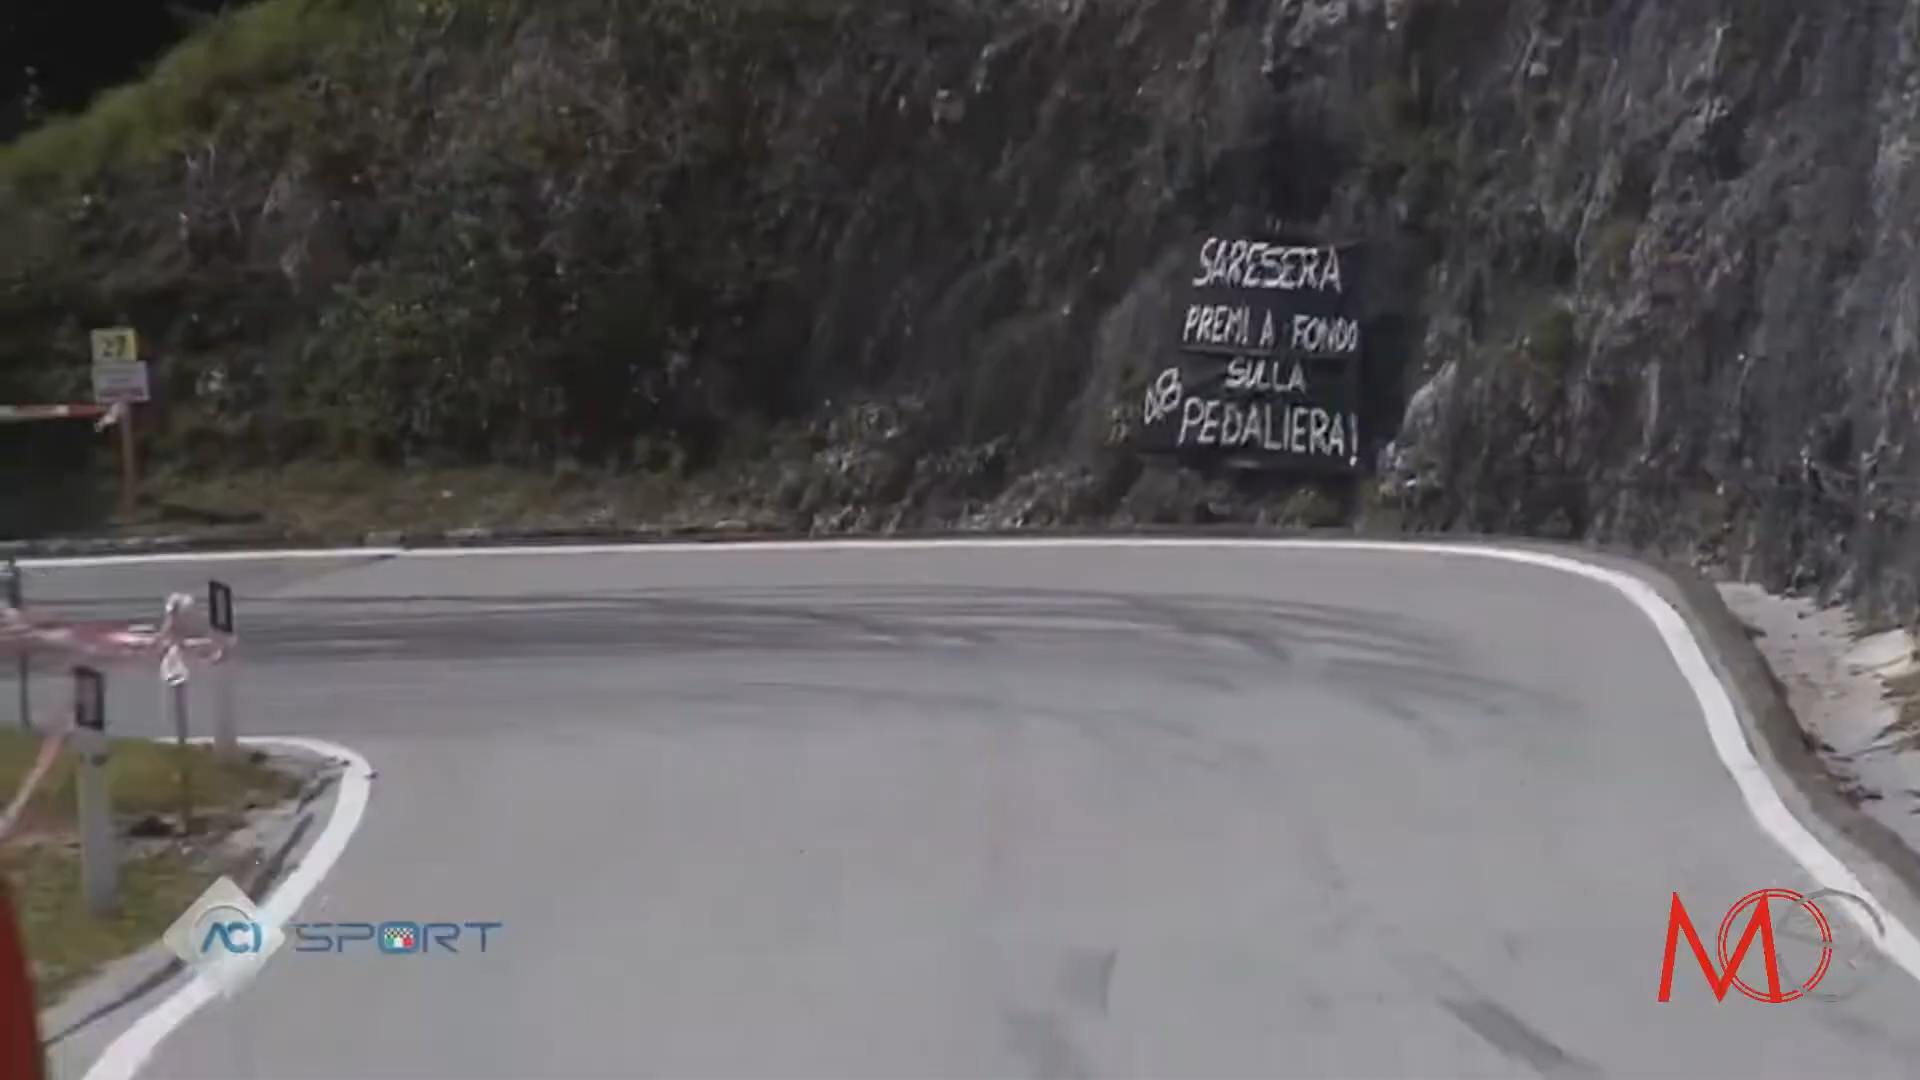 SARESERA
PREMI A FONDO
SULLA
PEDALIERA!
27
ACI SPORT